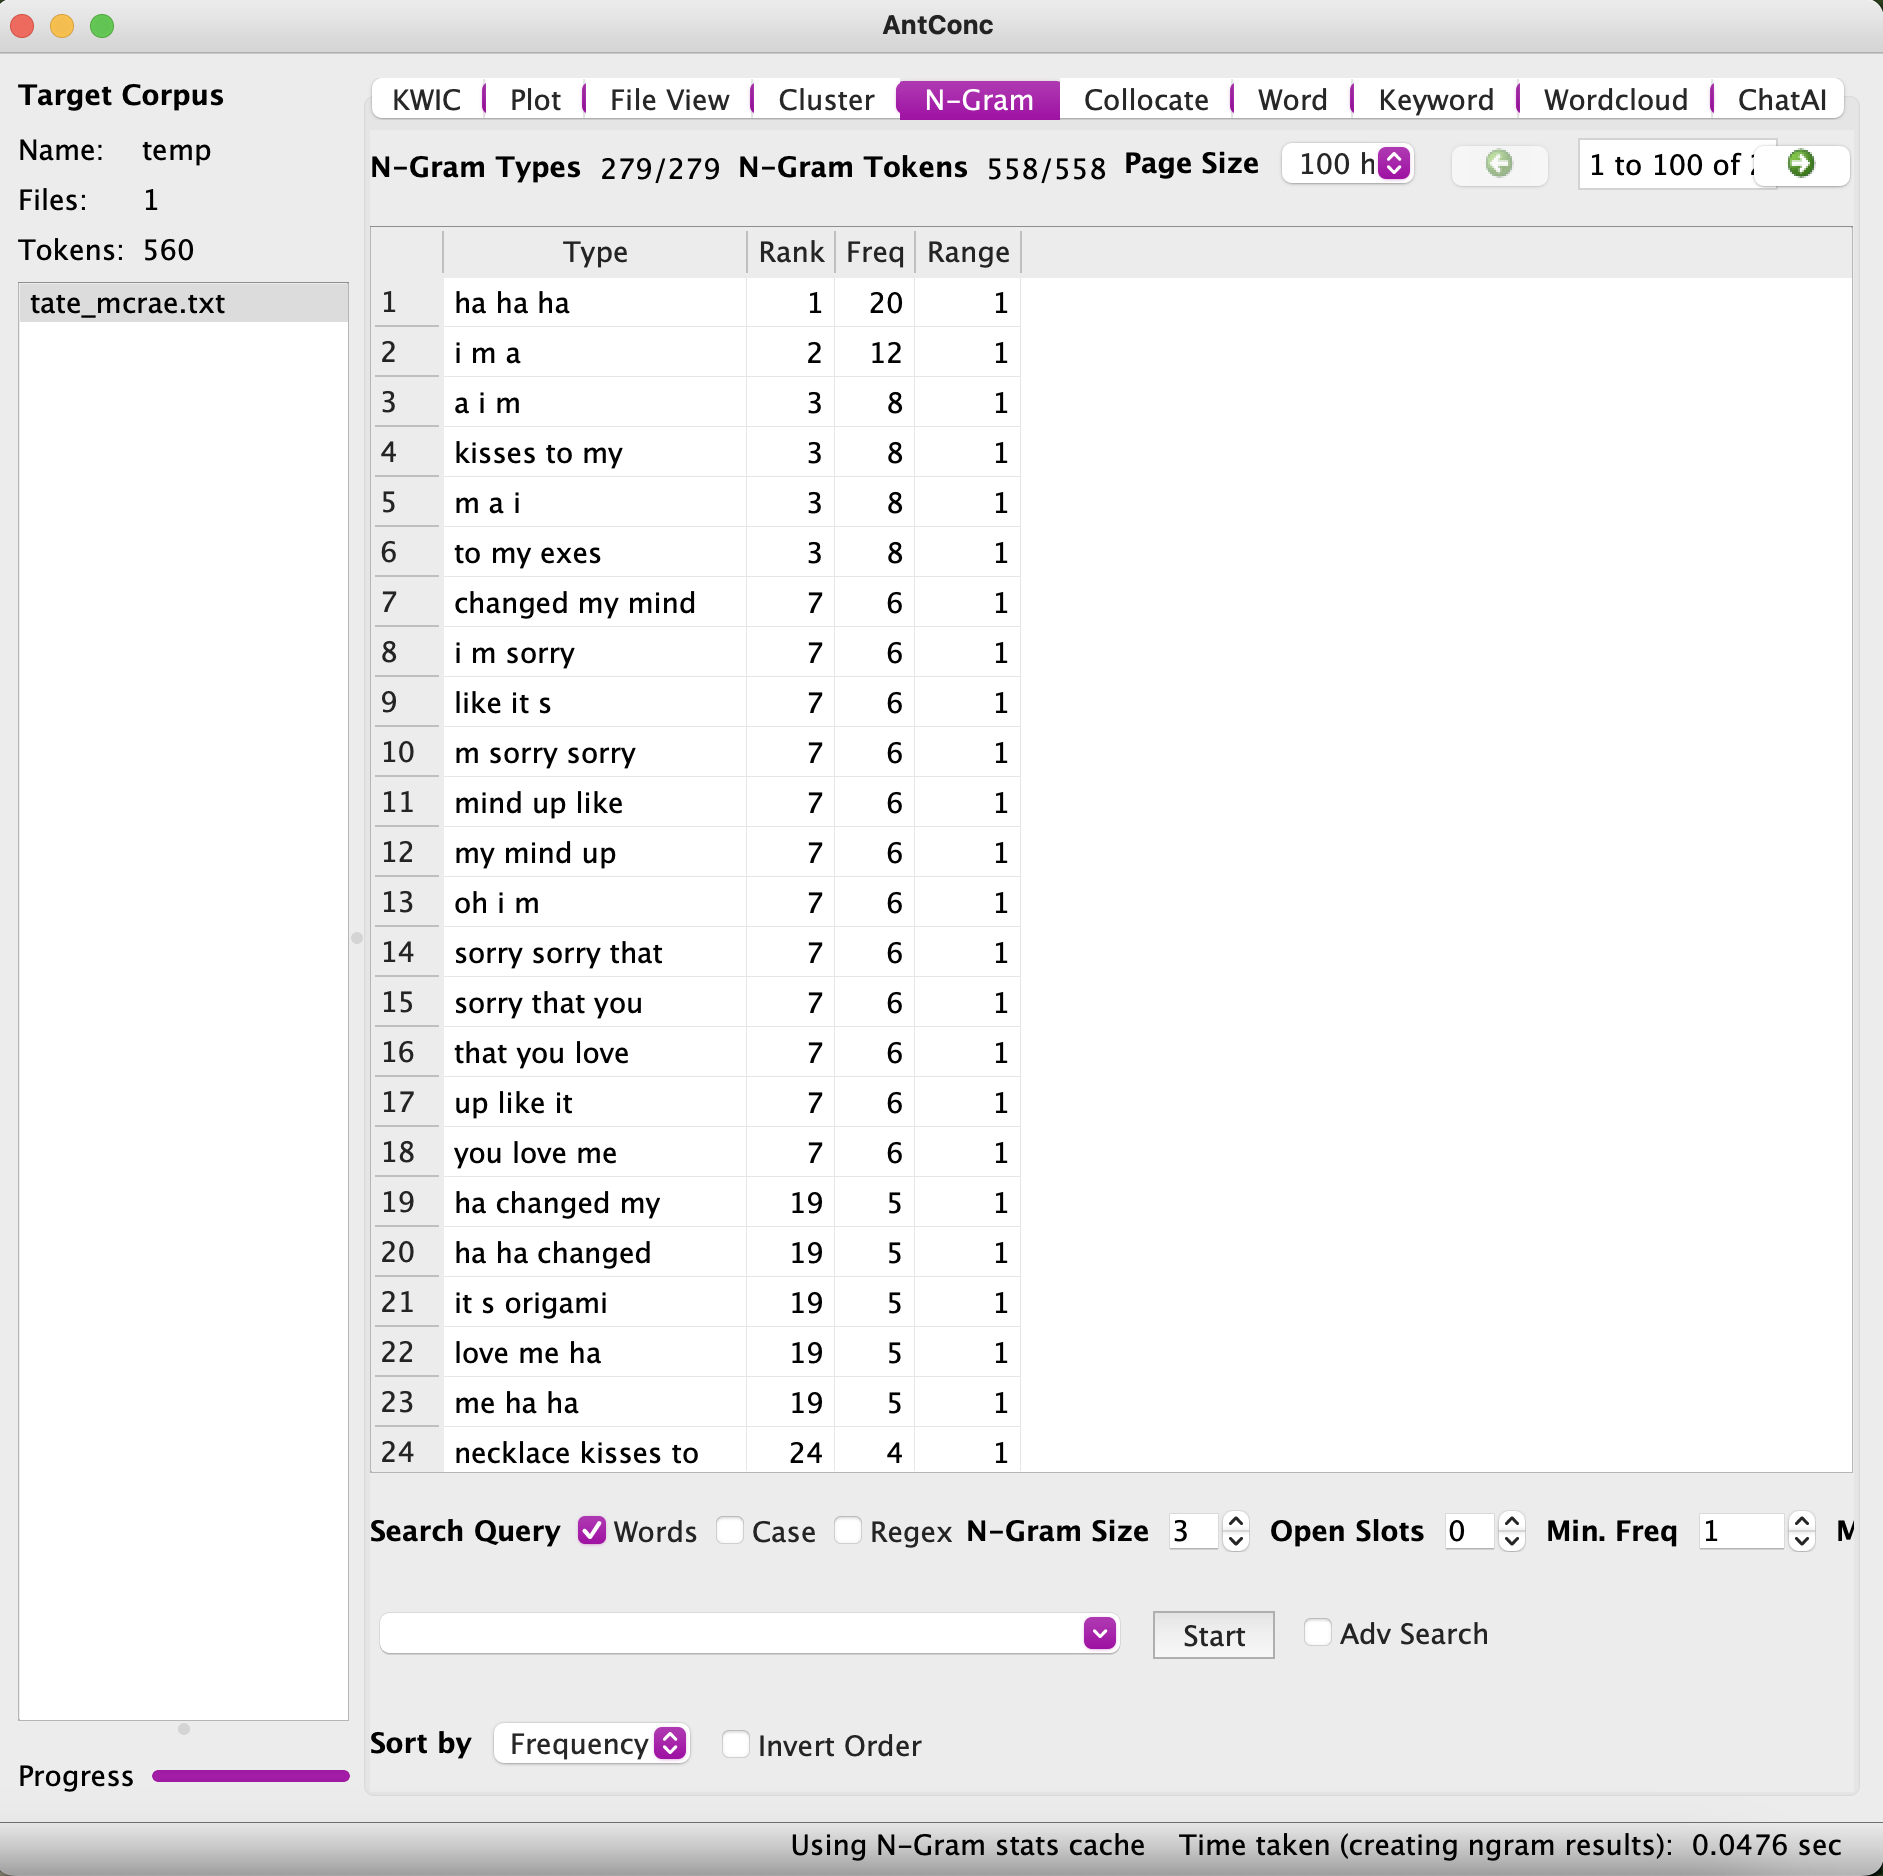 AntConc
Target Corpus
Name: temp
Files: 1
Tokens: 560
tate_mcrae.txt
Progress
KWIC Plot File View Cluster N-Gram Collocate Word Keyword Wordcloud ChatAI
N-Gram Types 279/279 N-Gram Tokens 558/558 Page Size 100 h 1 to 100 of
Type Rank Freq Range
1 ha ha ha 1 20 1
2 i m a 2 12 1
3 a i m 3 8 1
4 kisses to my 3 8 1
5 m a i 3 8 1
6 to my exes 3 8 1
7 changed my mind 7 6 1
8 i m sorry 7 6 1
9 like it s 7 6 1
10 m sorry sorry 7 6 1
11 mind up like 7 6 1
12 my mind up 7 6 1
13 oh i m 7 6 1
14 sorry sorry that 7 6 1
15 sorry that you 7 6 1
16 that you love 7 6 1
17 up like it 7 6 1
18 you love me 7 6 1
19 ha changed my 19 5 1
20 ha ha changed 19 5 1
21 it s origami 19 5 1
22 love me ha 19 5 1
23 me ha ha 19 5 1
24 necklace kisses to 24 4 1
Search Query Words Case Regex N-Gram Size 3 Open Slots 0 Min. Freq 1 M
Start Adv Search
Sort by Frequency Invert Order
Using N-Gram stats cache Time taken (creating ngram results): 0.0476 sec